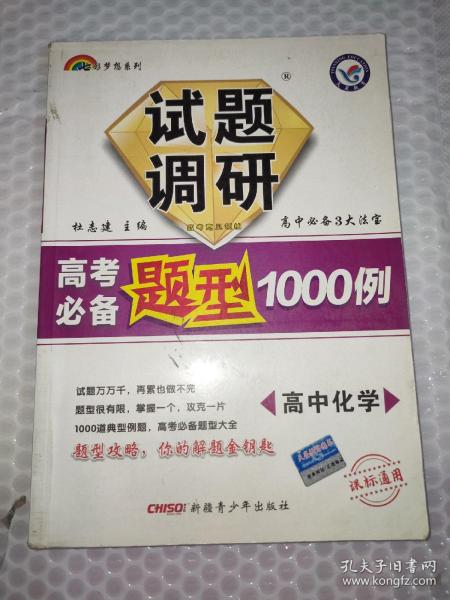 七彩梦想系列
试题
调研
®
杜志建 主编
高中必备3大法宝
高考
必备
题型
1000例
试题万万千，再累也做不完
题型很有限，掌握一个，攻克一片
1000道典型例题，高考必备题型大全
题型攻略，你的解题金钥匙
高中化学
课标通用
CHISO 新疆青少年出版社
孔夫子旧书网
www.kongfz.com